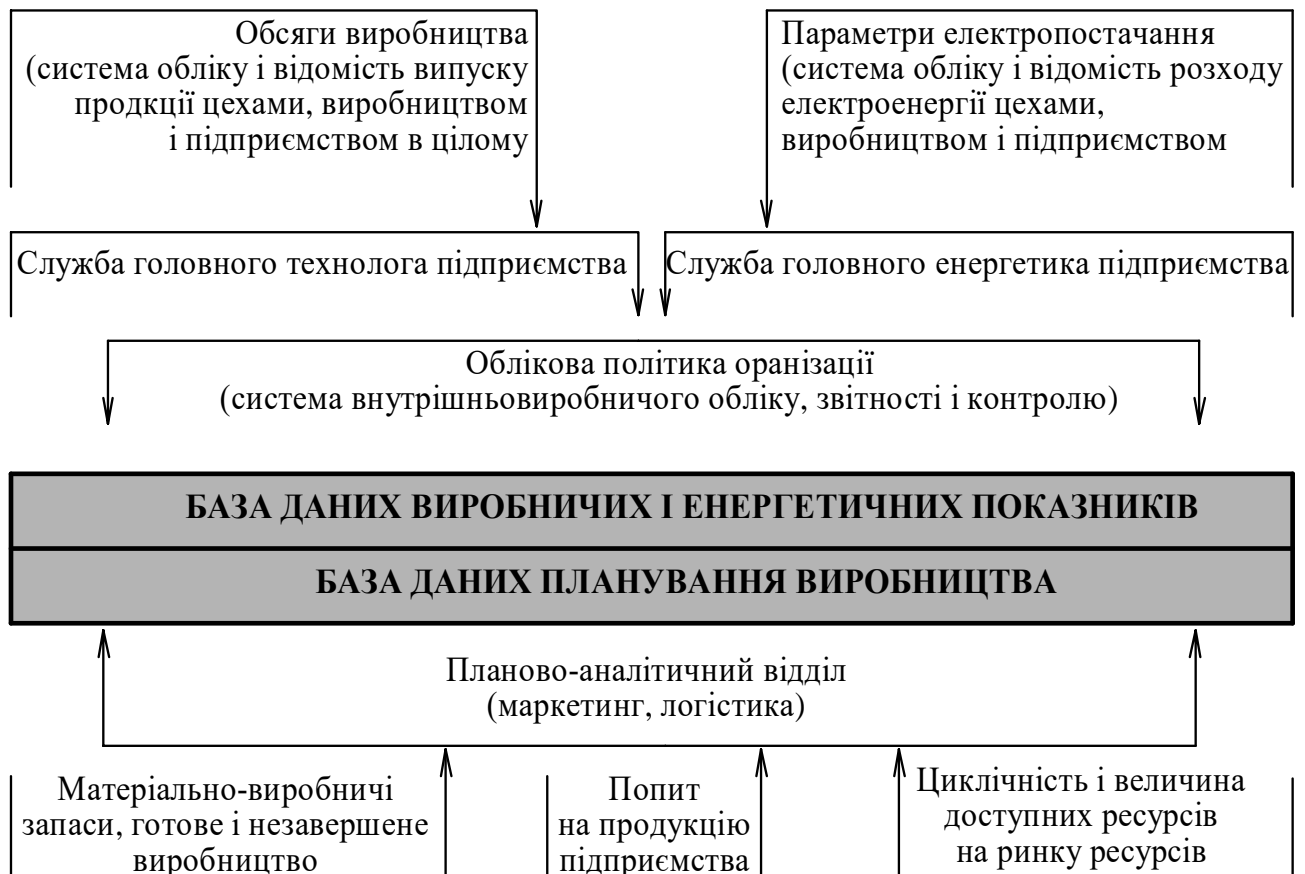 Обсяги виробництва
(система обліку і відомість випуску
продкції цехами, виробництвом
і підприємством в цілому
Параметри електропостачання
(система обліку і відомість розходу
електроенергії цехами,
виробництвом і підприємством
Служба головного технолога підприємства
Служба головного енергетика підприємства
Облікова політика оранізації
(система внутрішньовиробничого обліку, звітності і контролю)
БАЗА ДАНИХ ВИРОБНИЧИХ І ЕНЕРГЕТИЧНИХ ПОКАЗНИКІВ
БАЗА ДАНИХ ПЛАНУВАННЯ ВИРОБНИЦТВА
Планово-аналітичний відділ
(маркетинг, логістика)
Матеріально-виробничі
запаси, готове і незавершене
виробництво
Попит
на продукцію
підприємства
Циклічність і величина
доступних ресурсів
на ринку ресурсів